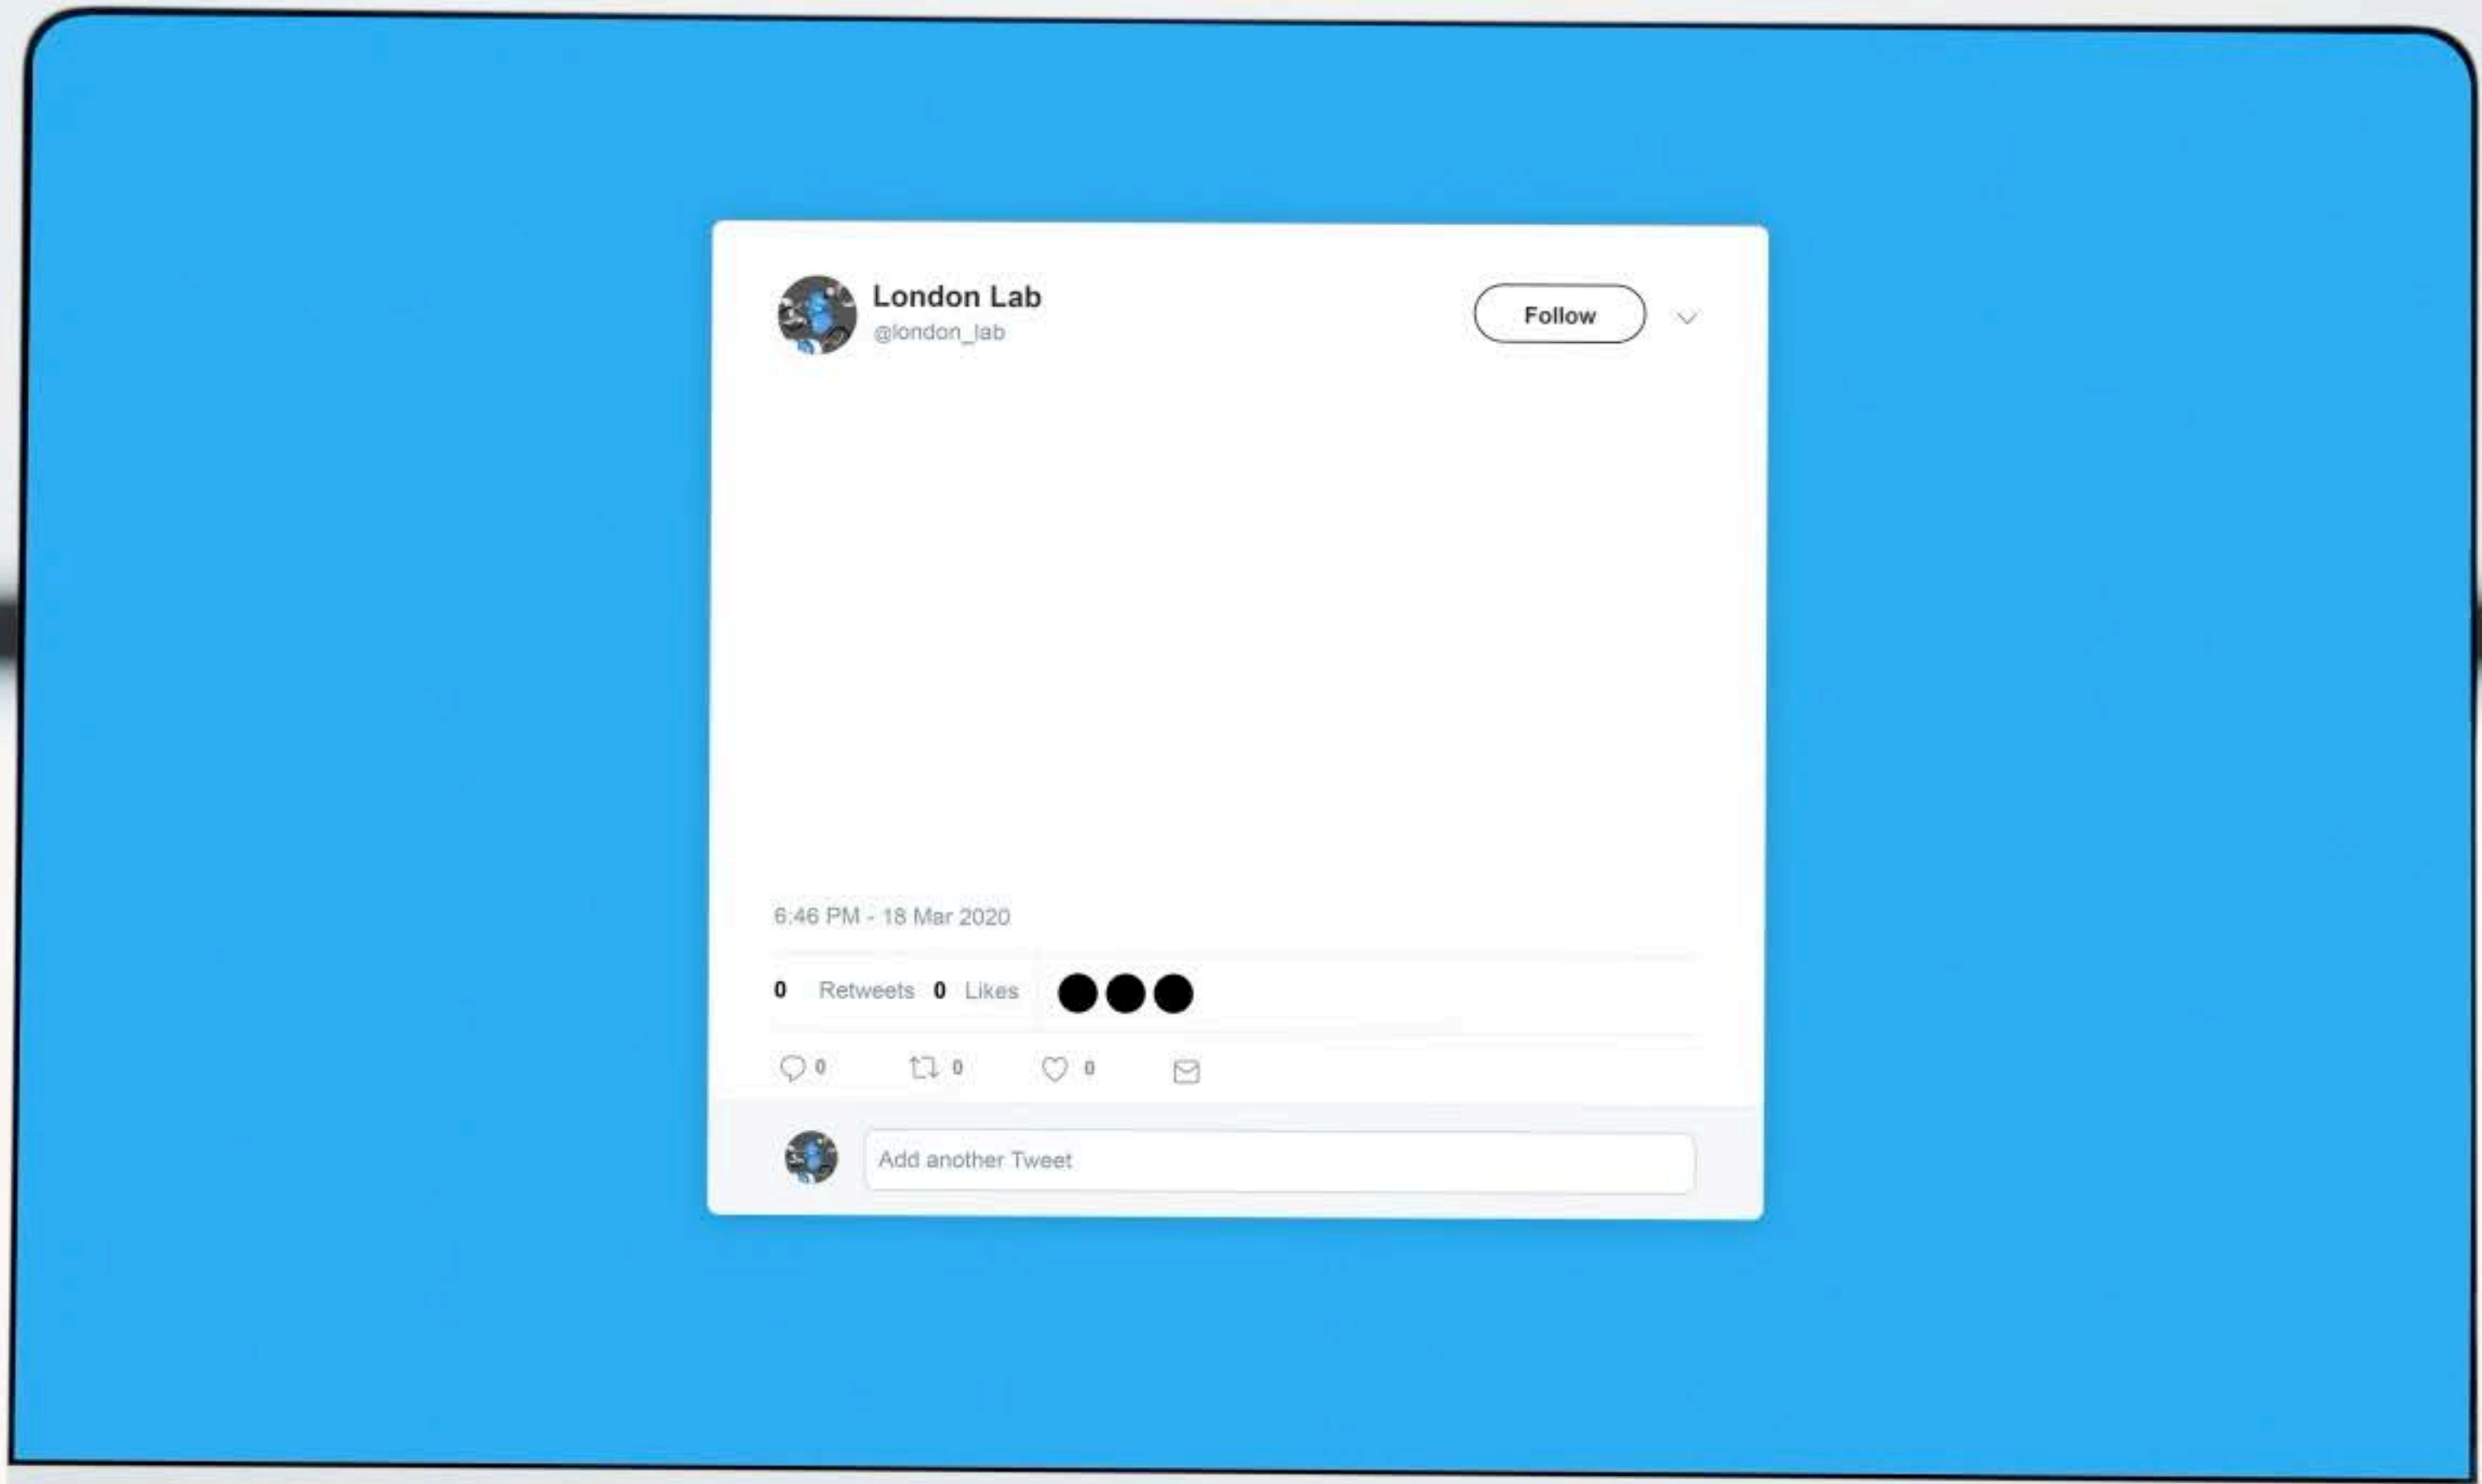 London Lab
@london_lab
Follow
6:46 PM - 18 Mar 2020
0 Retweets 0 Likes
0 0 0
Add another Tweet